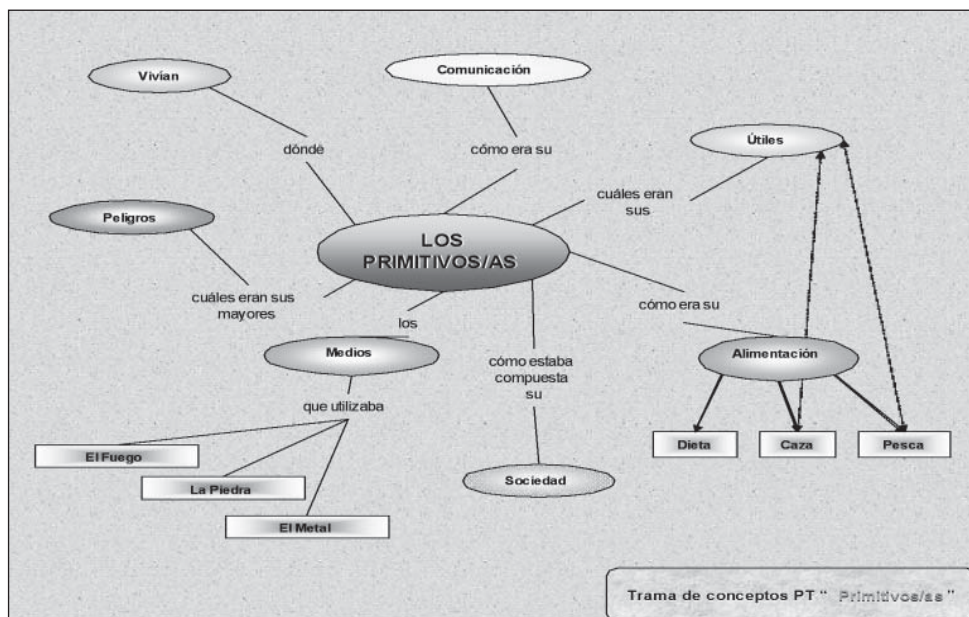 Vivían
Comunicación
dónde
cómo era su
Útiles
cuáles eran
sus
Peligros
LOS
PRIMITIVOS/AS
cuáles eran sus
mayores
los
cómo era su
Medios
cómo estaba
compuesta
su
Alimentación
que utilizaba
Dieta
Caza
Pesca
El Fuego
La Piedra
El Metal
Sociedad
Trama de conceptos PT " Primitivos/as "